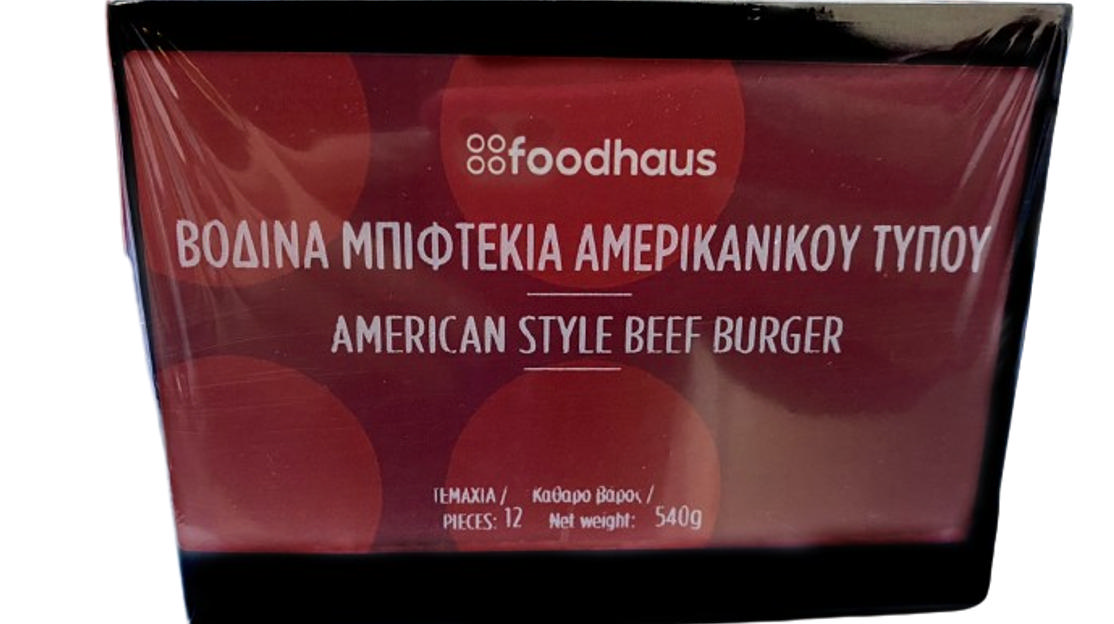 foodhaus
ΒΟΔΙΝΑ ΜΠΙΦΤΕΚΙΑ ΑΜΕΡΙΚΑΝΙΚΟΥ ΤΥΠΟΥ
AMERICAN STYLE BEEF BURGER
ΤΕΜΑΧΙΑ / Καθαρο βάρος /
PIECES: 12 Net weight: 540g